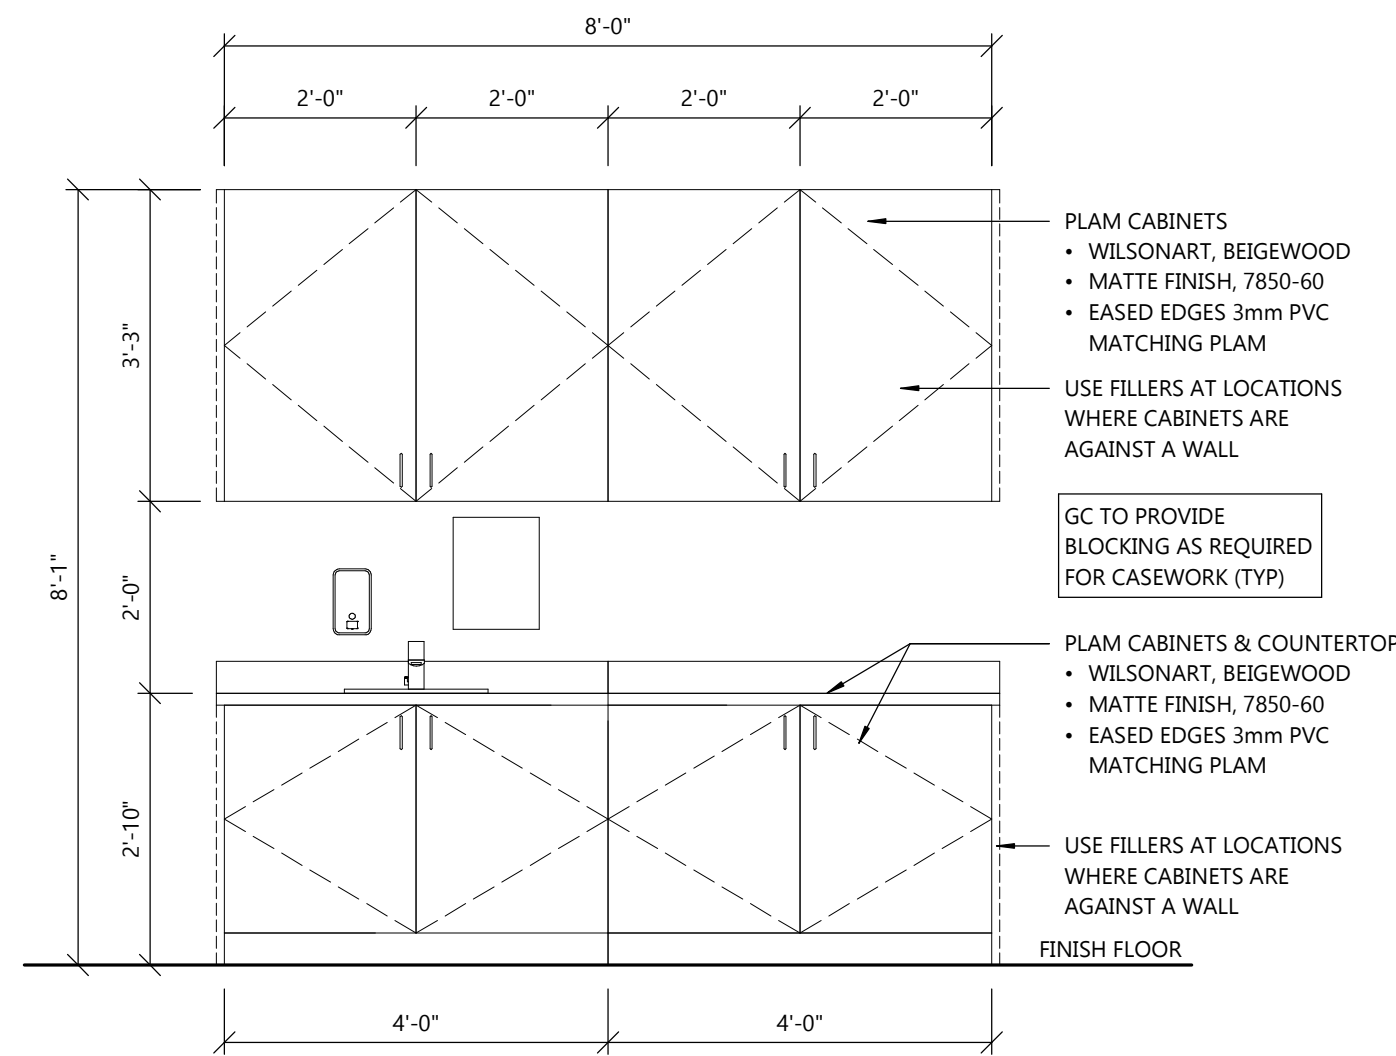 8'-0"
2'-0" 2'-0" 2'-0" 2'-0"
3'-3"
8'-1"
2'-0"
2'-10"
PLAM CABINETS
• WILSONART, BEIGEWOOD
• MATTE FINISH, 7850-60
• EASED EDGES 3mm PVC
MATCHING PLAM
USE FILLERS AT LOCATIONS
WHERE CABINETS ARE
AGAINST A WALL
GC TO PROVIDE
BLOCKING AS REQUIRED
FOR CASEWORK (TYP)
PLAM CABINETS & COUNTERTOP
• WILSONART, BEIGEWOOD
• MATTE FINISH, 7850-60
• EASED EDGES 3mm PVC
MATCHING PLAM
USE FILLERS AT LOCATIONS
WHERE CABINETS ARE
AGAINST A WALL
FINISH FLOOR
4'-0" 4'-0"